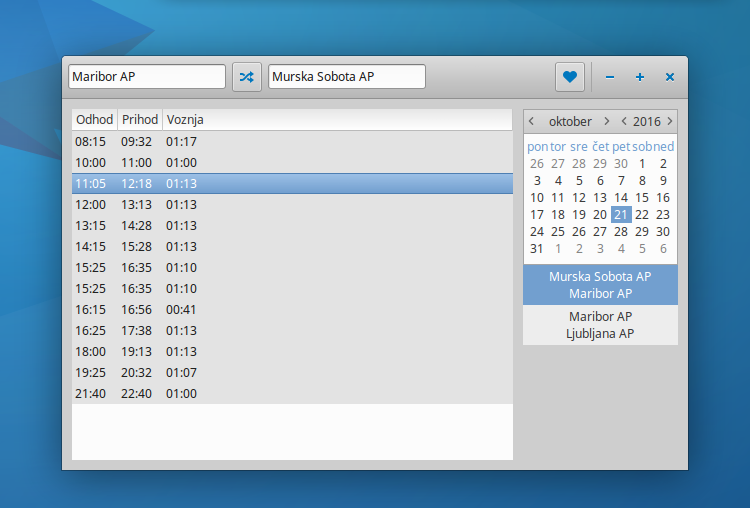 Maribor AP Murska Sobota AP
Odhod Prihod Voznja
08:15 09:32 01:17
10:00 11:00 01:00
11:05 12:18 01:13
12:00 13:13 01:13
13:15 14:28 01:13
14:15 15:28 01:13
15:25 16:35 01:10
15:25 16:35 01:10
16:15 16:56 00:41
16:25 17:38 01:13
18:00 19:13 01:13
19:25 20:32 01:07
21:40 22:40 01:00
oktober 2016
pon tor sre čet pet sob ned
26 27 28 29 30 1 2
3 4 5 6 7 8 9
10 11 12 13 14 15 16
17 18 19 20 21 22 23
24 25 26 27 28 29 30
31 1 2 3 4 5 6
Murska Sobota AP
Maribor AP
Maribor AP
Ljubljana AP